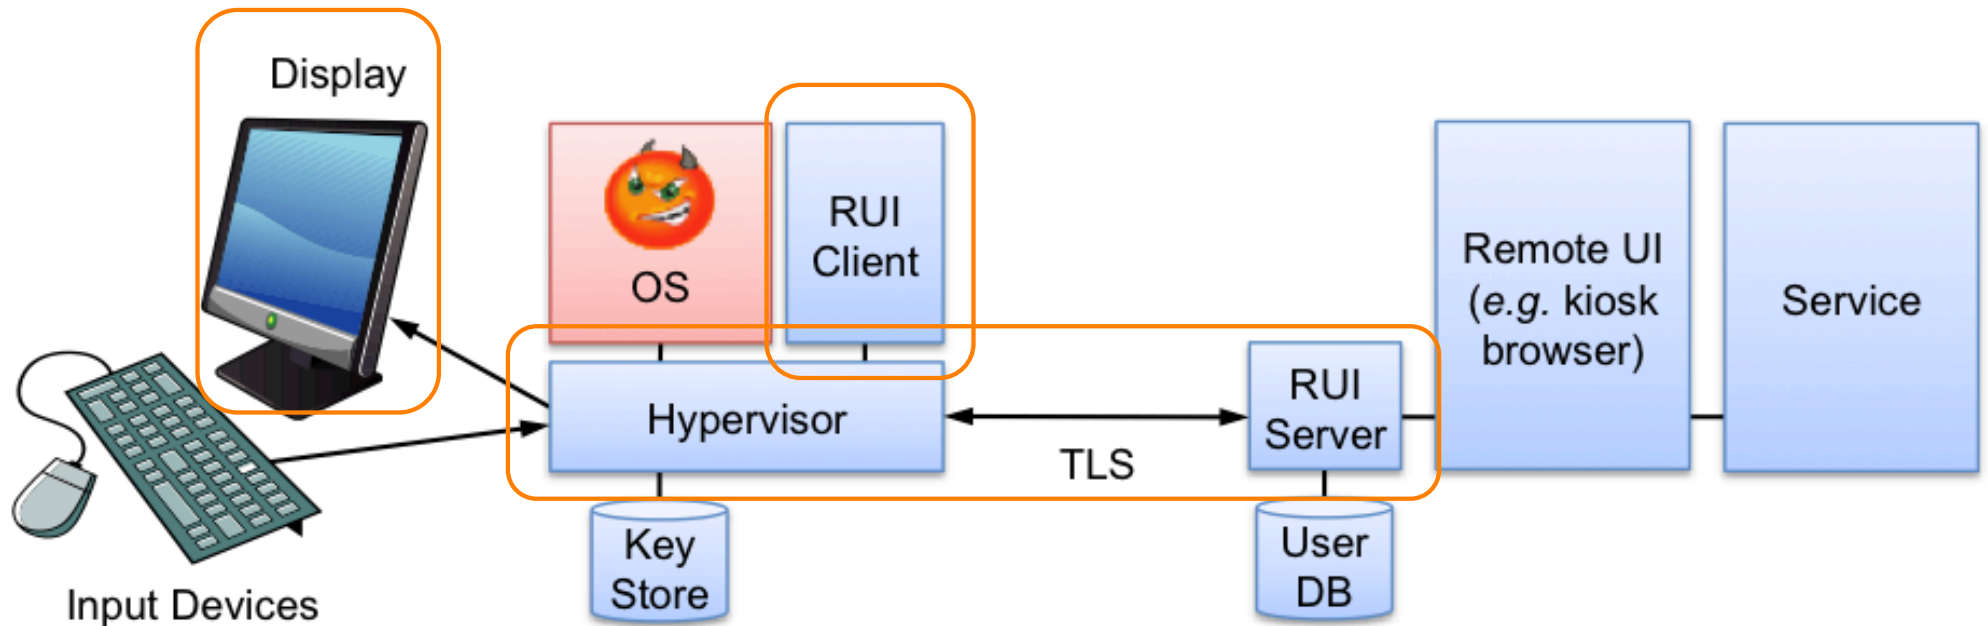 Display
OS
RUI
Client
Hypervisor
TLS
RUI
Server
Remote UI
(e.g. kiosk
browser)
Service
Key
Store
User
DB
Input Devices